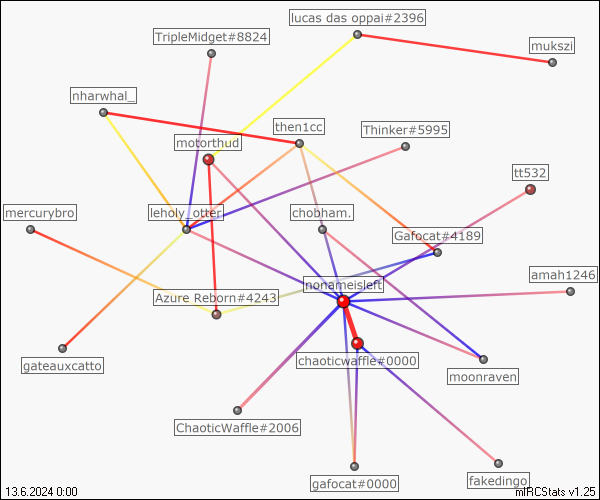 lucas das oppai#2396
TripleMidget#8824
mukszi
nharwhal_
then1cc
Thinker#5995
motorthud
tt532
mercurybro
leholy_otter
chobham.
Gafocat#4189
nonameisleft
amah1246
Azure Reborn#4243
chaoticwaffle#0000
gateauxcatto
moonraven
ChaoticWaffle#2006
gafocat#0000
fakedingo
13.6.2024 0:00
mIRCStats v1.25